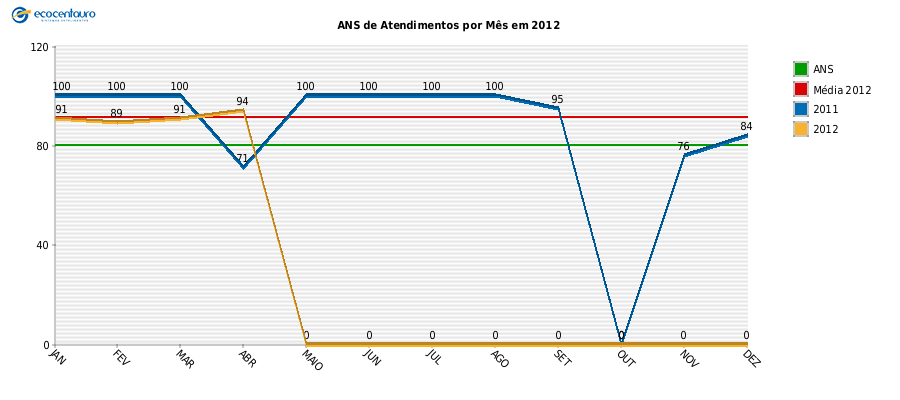 ecocentauro
ANS de Atendimentos por Mês em 2012
120
80
40
0
100 100 100 100 100 100 100
91 89 91 94
71
95
76
84
0 0 0 0 0 0 0 0
JAN FEV MAR ABR MAIO JUN JUL AGO SET OUT NOV DEZ
ANS
Média 2012
2011
2012